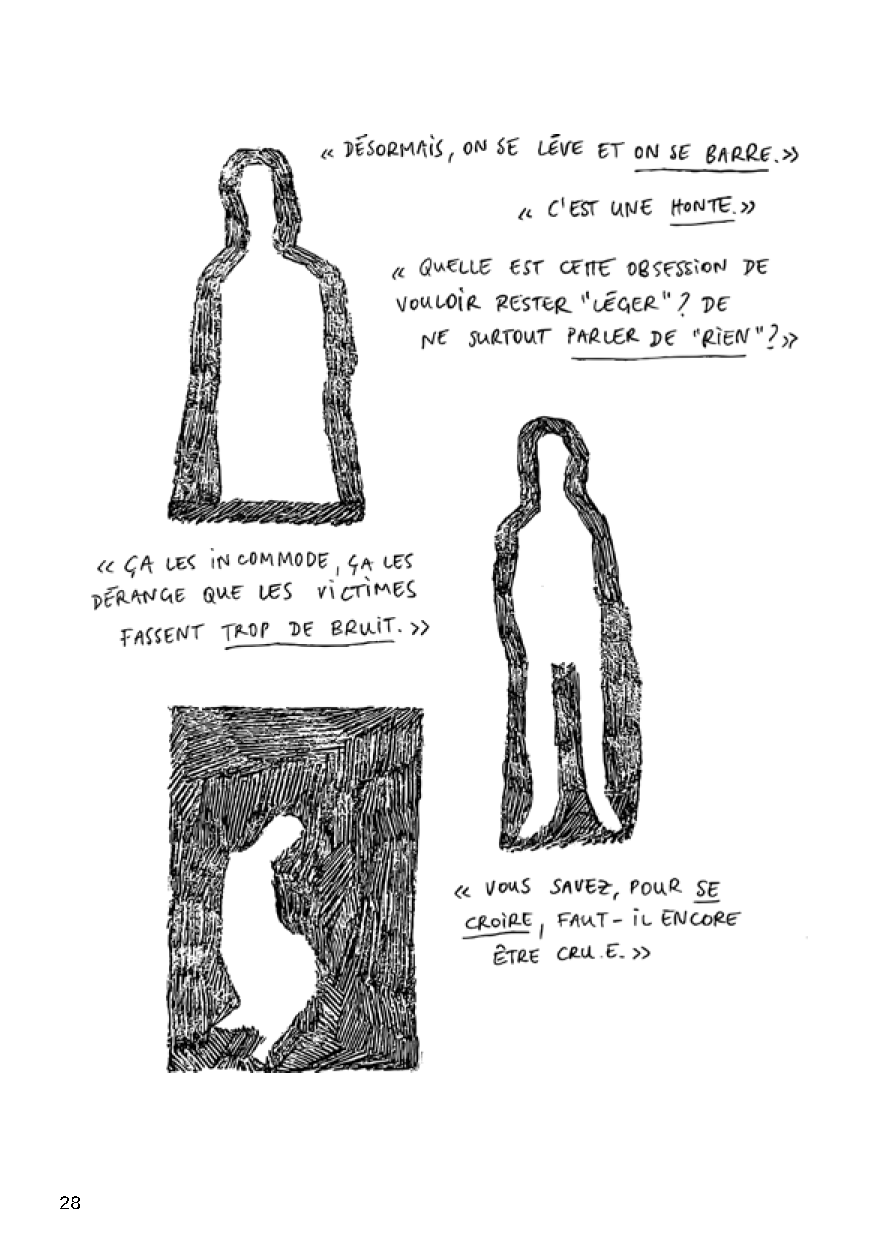 « DÉSORMAIS, ON SE LÈVE ET ON SE BARRE. »
« C'EST UNE HONTE. »
« QUELLE EST CETTE OBSESSION DE
VOULOIR RESTER "LÉGER" ? DE
NE SURTOUT PARLER DE "RIEN" ? »
« ÇA LES INCOMMODE, ÇA LES
DÉRANGE QUE LES VICTIMES
FASSENT TROP DE BRUIT. »
« VOUS SAVEZ, POUR SE
CROIRE, FAUT-IL ENCORE
ÊTRE CRU.E. »
28